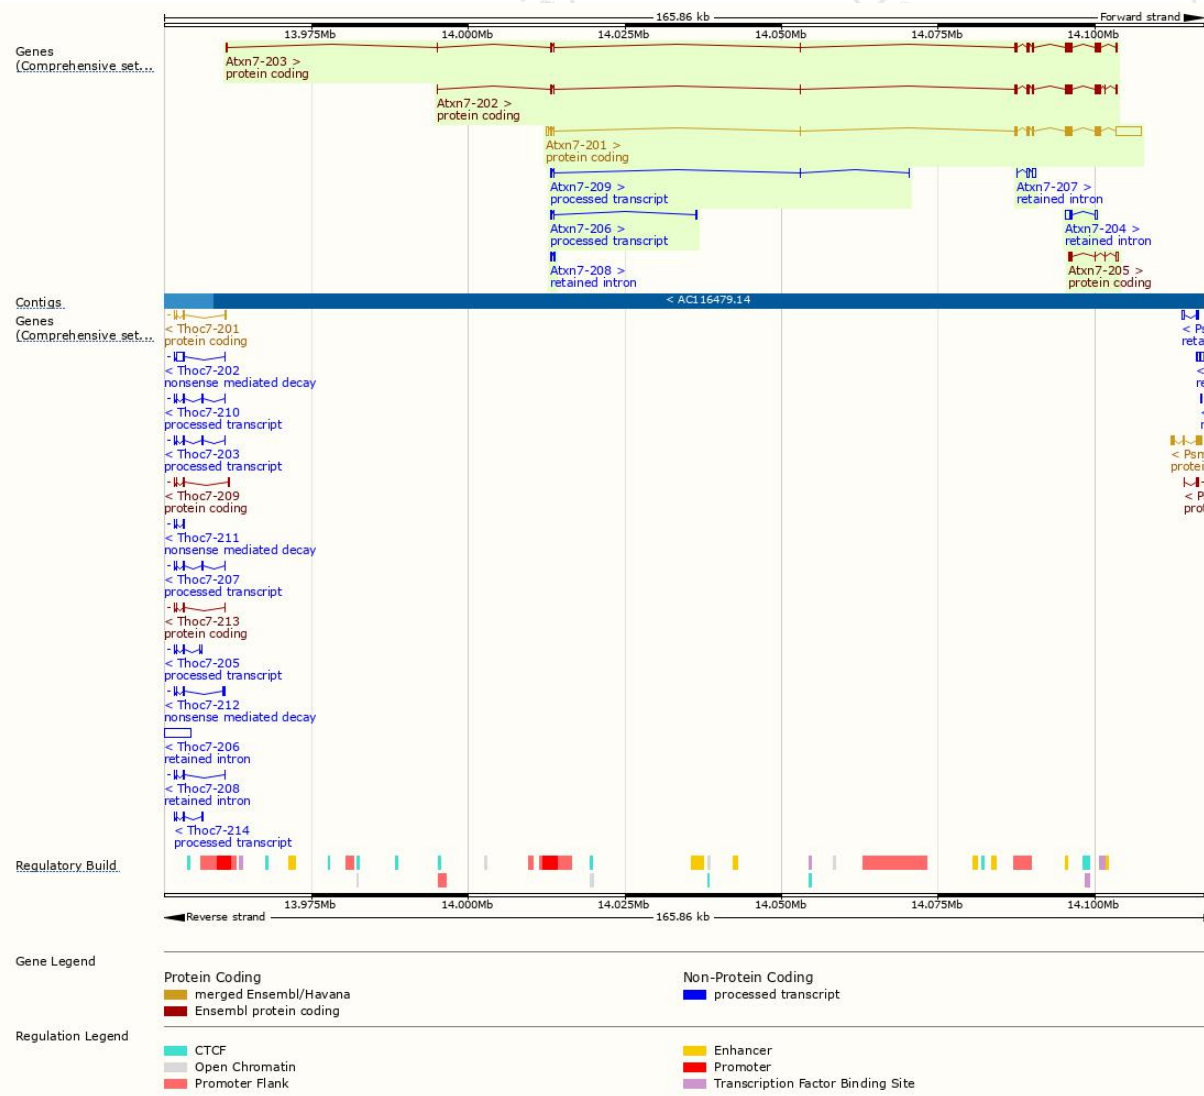 165.86 kb
Forward strand
13.975Mb 14.000Mb 14.025Mb 14.050Mb 14.075Mb 14.100Mb
Genes
(Comprehensive set...
Atxn7-203 >
protein coding
Atxn7-202 >
protein coding
Atxn7-201 >
protein coding
Atxn7-209 > Atxn7-207 >
processed transcript retained intron
Atxn7-206 > Atxn7-204 >
processed transcript retained intron
Atxn7-208 > Atxn7-205 >
retained intron protein coding
Contigs < AC116479.14
Genes
(Comprehensive set...
< Thoc7-201 < Ps
protein coding reta
< Thoc7-202 <
nonsense mediated decay re
< Thoc7-210 <
processed transcript r
< Thoc7-203 < Psm
processed transcript protei
< Thoc7-209 < P
protein coding pro
< Thoc7-211
nonsense mediated decay
< Thoc7-207
processed transcript
< Thoc7-213
protein coding
< Thoc7-205
processed transcript
< Thoc7-212
nonsense mediated decay
< Thoc7-206
retained intron
< Thoc7-208
retained intron
< Thoc7-214
processed transcript
Regulatory Build
13.975Mb 14.000Mb 14.025Mb 14.050Mb 14.075Mb 14.100Mb
Reverse strand 165.86 kb
Gene Legend
Protein Coding Non-Protein Coding
merged Ensembl/Havana processed transcript
Ensembl protein coding
Regulation Legend
CTCF Enhancer
Open Chromatin Promoter
Promoter Flank Transcription Factor Binding Site